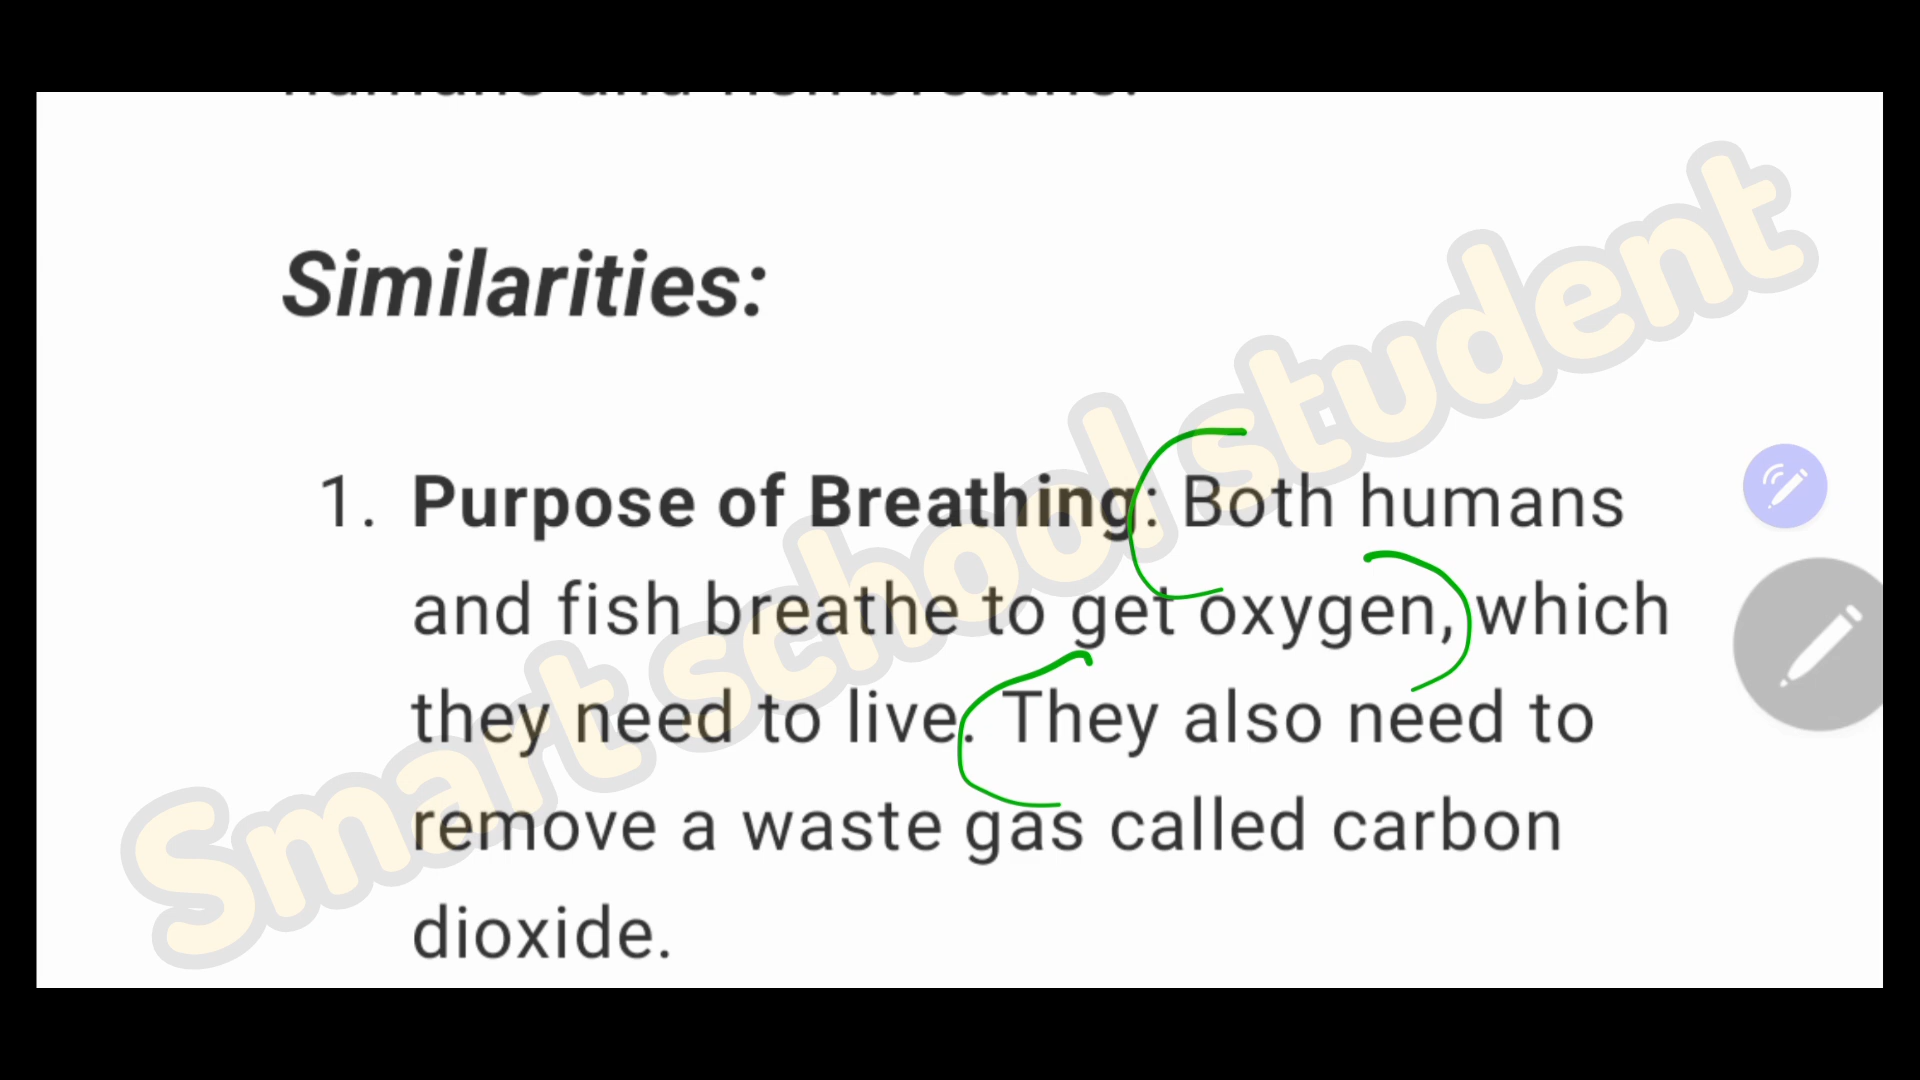 Similarities:
1. Purpose of Breathing: Both humans
and fish breathe to get oxygen, which
they need to live. They also need to
remove a waste gas called carbon
dioxide.
Smart school student